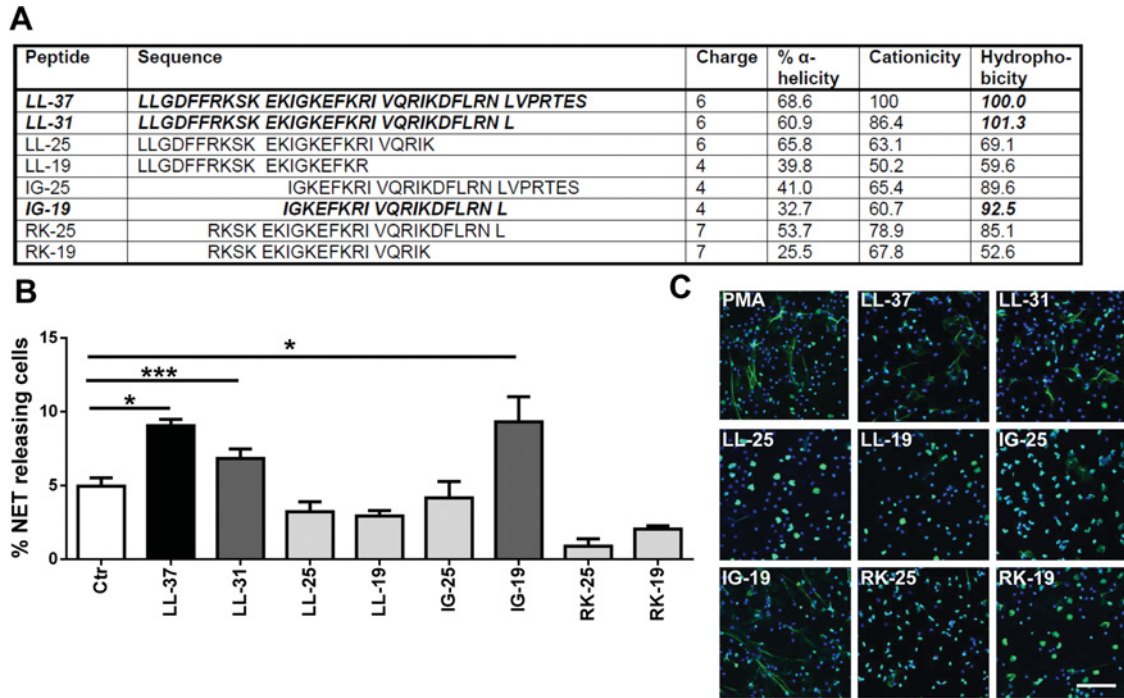 A
Peptide Sequence Charge % α-helicity Cationicity Hydropho-bicity
LL-37 LLGDFFRKSK EKIGKEFKRI VQRIKDFLRN LVPRTES 6 68.6 100 100.0
LL-31 LLGDFFRKSK EKIGKEFKRI VQRIKDFLRN L 6 60.9 86.4 101.3
LL-25 LLGDFFRKSK EKIGKEFKRI VQRIK 6 65.8 63.1 69.1
LL-19 LLGDFFRKSK EKIGKEFKR 4 39.8 50.2 59.6
IG-25 IGKEFKRI VQRIKDFLRN LVPRTES 4 41.0 65.4 89.6
IG-19 IGKEFKRI VQRIKDFLRN L 4 32.7 60.7 92.5
RK-25 RKSK EKIGKEFKRI VQRIKDFLRN L 7 53.7 78.9 85.1
RK-19 RKSK EKIGKEFKRI VQRIK 7 25.5 67.8 52.6
B
% NET releasing cells
15
10
5
0
*
***
*
Ctr
LL-37
LL-31
LL-25
LL-19
IG-25
IG-19
RK-25
RK-19
C
PMA LL-37 LL-31
LL-25 LL-19 IG-25
IG-19 RK-25 RK-19